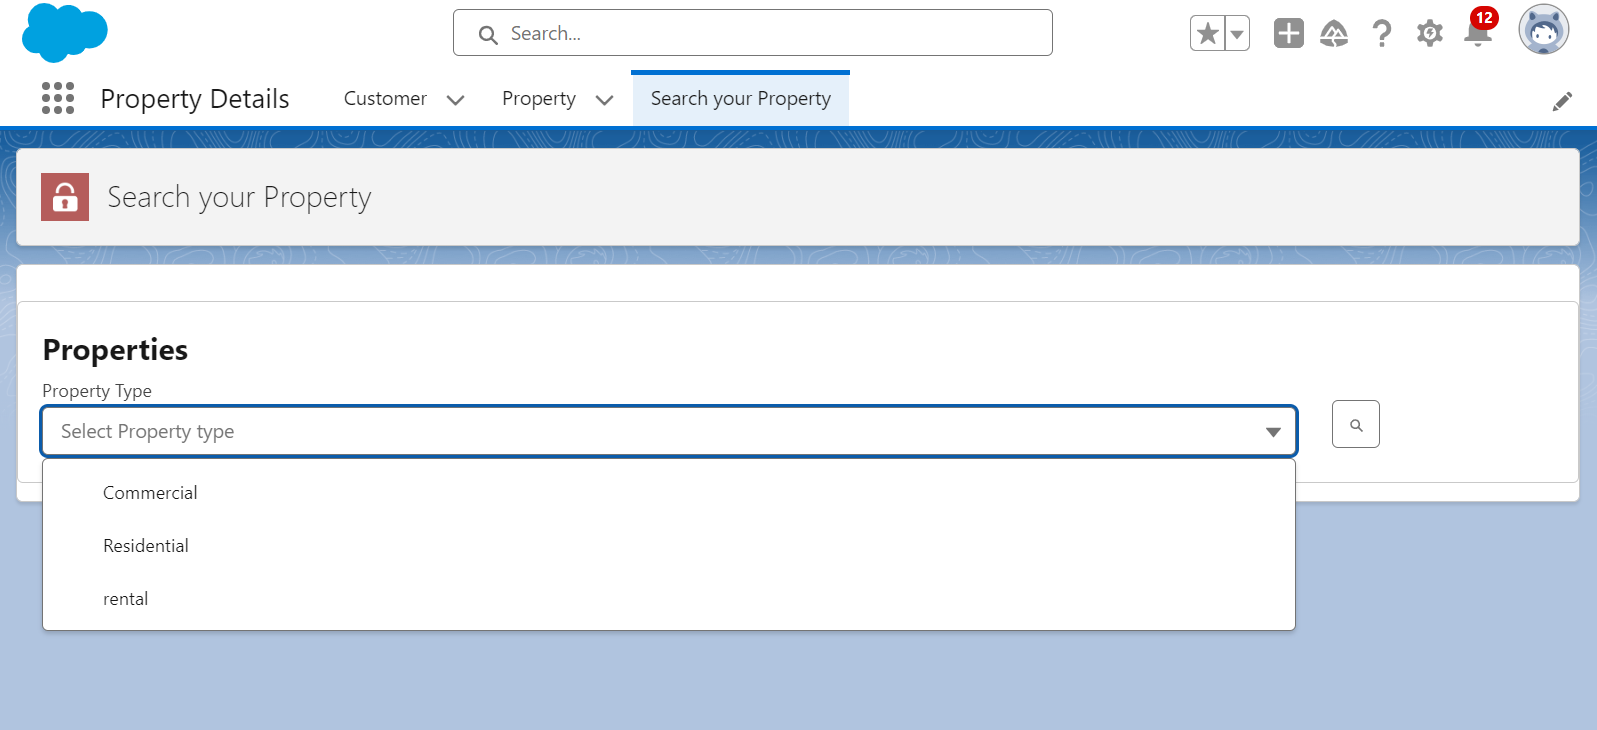 Search...
12
Property Details
Customer
Property
Search your Property
Search your Property
Properties
Property Type
Select Property type
Commercial
Residential
rental